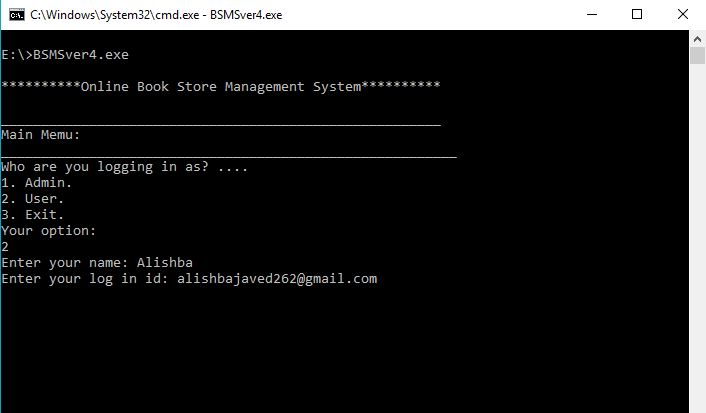 C:\Windows\System32\cmd.exe - BSMSver4.exe
E:\>BSMSver4.exe
**********Online Book Store Management System**********
_______________________________________________________
Main Memu:
_________________________________________________________
Who are you logging in as? ....
1. Admin.
2. User.
3. Exit.
Your option:
2
Enter your name: Alishba
Enter your log in id: alishbajaved262@gmail.com